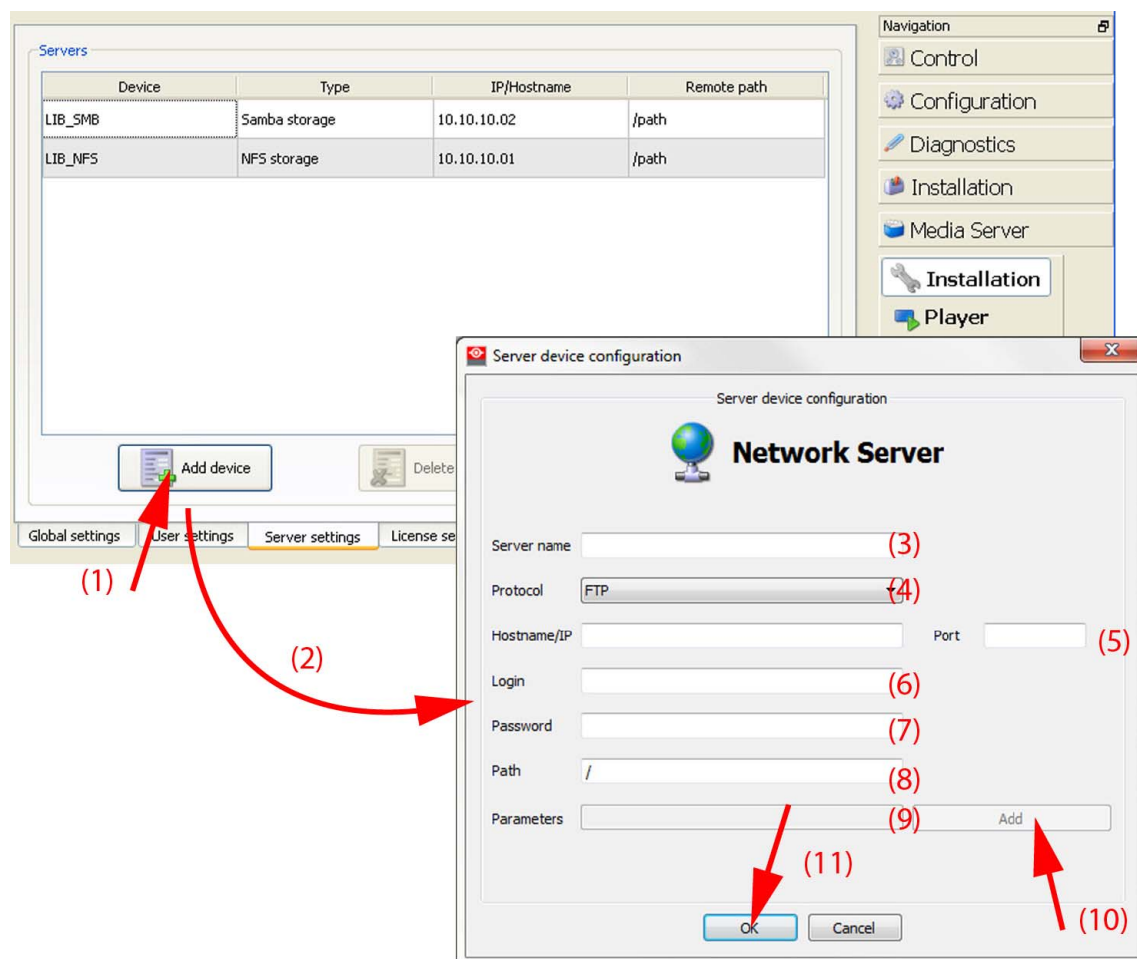 Navigation
Control
Configuration
Diagnostics
Installation
Media Server
Installation
Player
Servers
Device Type IP/Hostname Remote path
LIB_SMB Samba storage 10.10.10.02 /path
LIB_NFS NFS storage 10.10.10.01 /path
Add device Delete
Global settings User settings Server settings License se
(1)
(2)
Server device configuration
Server device configuration
Network Server
Server name (3)
Protocol FTP (4)
Hostname/IP Port (5)
Login (6)
Password (7)
Path / (8)
Parameters (9) Add
(11)
(10)
OK Cancel